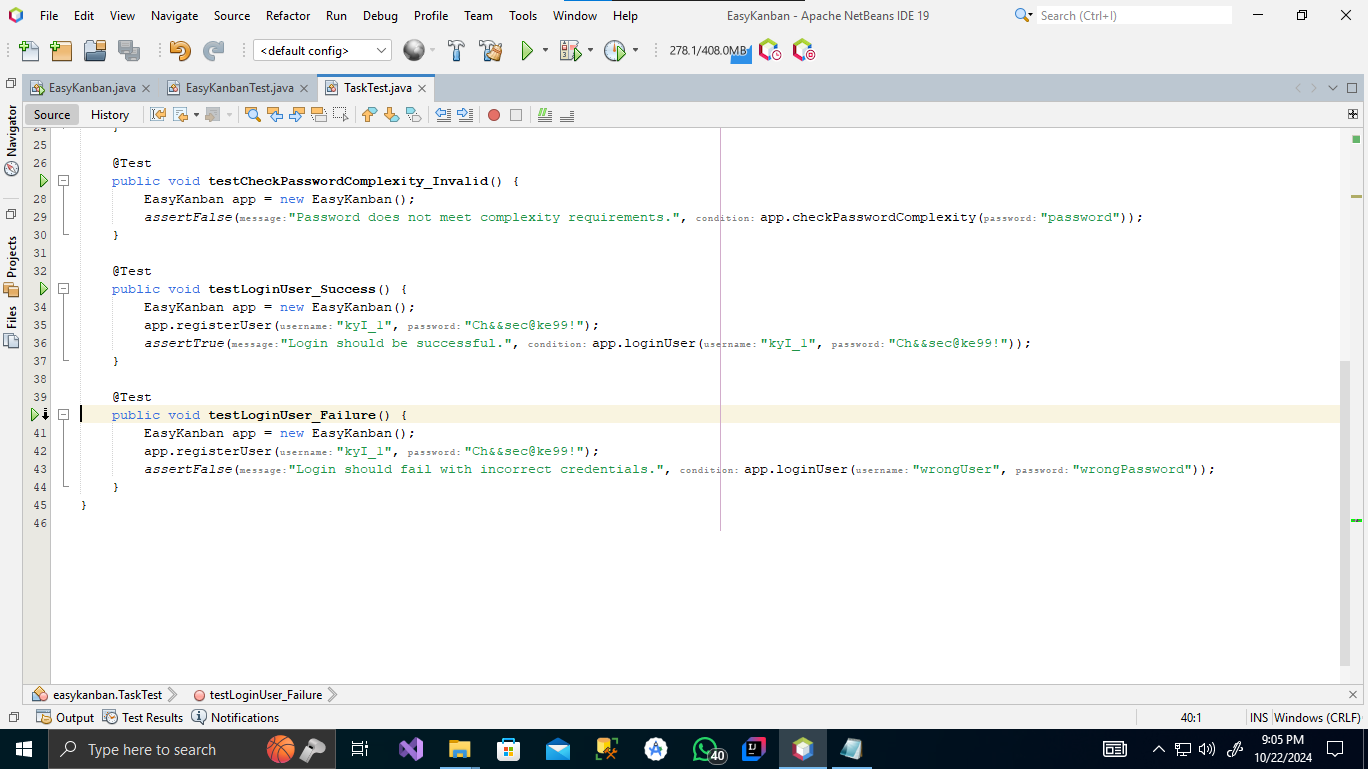 File Edit View Navigate Source Refactor Run Debug Profile Team Tools Window Help EasyKanban - Apache NetBeans IDE 19 Search (Ctrl+I)
<default config> 278.1/408.0MB
EasyKanban.java EasyKanbanTest.java TaskTest.java
Source History
Navigator
Projects
Files
24 }
25
26 @Test
public void testCheckPasswordComplexity_Invalid() {
28 EasyKanban app = new EasyKanban();
29 assertFalse(message: "Password does not meet complexity requirements.", condition: app.checkPasswordComplexity(password: "password"));
30 }
31
32 @Test
public void testLoginUser_Success() {
34 EasyKanban app = new EasyKanban();
35 app.registerUser(username: "kyI_1", password: "Ch&&sec@ke99!");
36 assertTrue(message: "Login should be successful.", condition: app.loginUser(username: "kyI_1", password: "Ch&&sec@ke99!"));
37 }
38
39 @Test
public void testLoginUser_Failure() {
41 EasyKanban app = new EasyKanban();
42 app.registerUser(username: "kyI_1", password: "Ch&&sec@ke99!");
43 assertFalse(message: "Login should fail with incorrect credentials.", condition: app.loginUser(username: "wrongUser", password: "wrongPassword"));
44 }
45 }
46
easykanban.TaskTest testLoginUser_Failure
Output Test Results Notifications 40:1 INS Windows (CRLF)
Type here to search 40 9:05 PM
10/22/2024